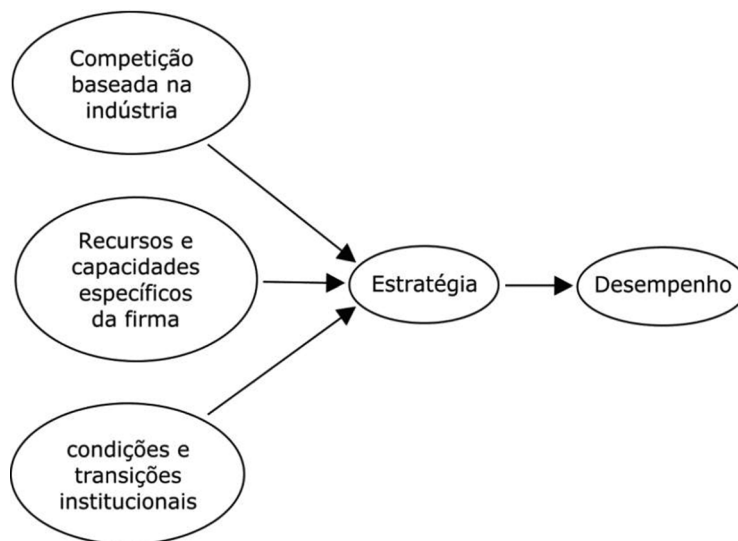 Competição
baseada na
indústria
Recursos e
capacidades
específicos
da firma
Estratégia
Desempenho
condições e
transições
institucionais